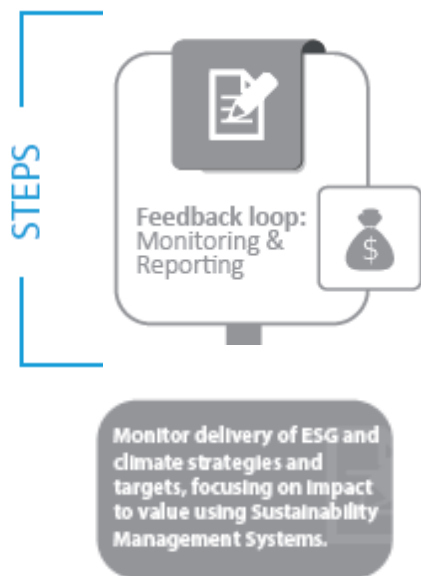 STEPS
Feedback loop:
Monitoring &
Reporting
$
Monitor delivery of ESG and
climate strategies and
targets, focusing on impact
to value using Sustainability
Management Systems.